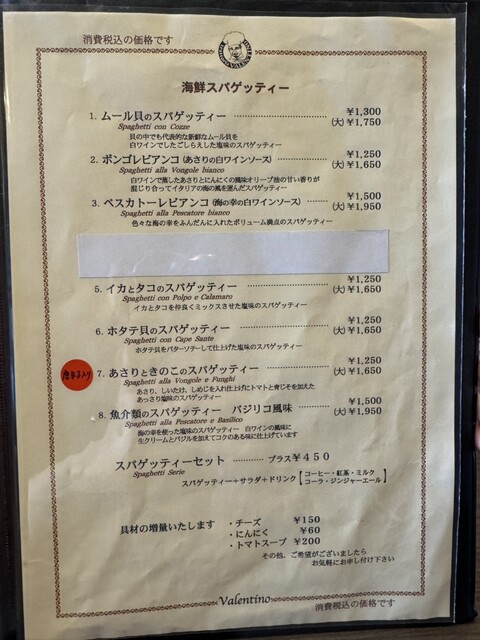 消費税込の価格です
海鮮スパゲッティー
1. ムール貝のスパゲッティー ………… ¥1,300
Spaghetti con Cozze (大) ¥1,750
貝の中でも代表的な新鮮なムール貝を
白ワインでしたごしらえした塩味のスパゲッティー
2. ボンゴレビアンコ (あさりの白ワインソース) ………… ¥1,250
Spaghetti alla Vongole bianco (大) ¥1,650
白ワインで蒸したあさりとにんにくの風味オリーブ油の甘い香りが
混じり合ってイタリアの海の風を運んだスパゲッティー
3. ペスカトーレビアンコ (海の幸の白ワインソース) ……… ¥1,500
Spaghetti alla Pescatore bianco (大) ¥1,950
色々な海の幸をふんだんに入れたボリューム満点のスパゲッティー
5. イカとタコのスパゲッティー ………… ¥1,250
Spaghetti con Polpo e Calamaro (大) ¥1,650
イカとタコを仲良くミックスさせた塩味のスパゲッティー
6. ホタテ貝のスパゲッティー ………… ¥1,250
Spaghetti con Cape Sante (大) ¥1,650
ホタテ貝をバターソテーして仕上げた塩味のスパゲッティー
唐辛子入り
7. あさりときのこのスパゲッティー ………… ¥1,250
Spaghetti alla Vongole e Funghi (大) ¥1,650
あさり、しいたけ、しめじを入れ仕上げにトマトと青じそを加えた
あっさり塩味のスパゲッティー
8. 魚介類のスパゲッティー バジリコ風味 ……… ¥1,500
Spaghetti alla Pescatore e Basilico (大) ¥1,950
海の幸を使った塩味のスパゲッティー 白ワインの風味に
生クリームとバジルを加えてコクのある味に仕上げています
スパゲッティーセット ………… プラス¥450
Spaghetti Serie
スパゲッティー+サラダ+ドリンク【コーヒー・紅茶・ミルク
コーラ・ジンジャーエール】
具材の増量いたします ・チーズ ¥150
・にんにく ¥60
・トマトスープ ¥200
その他、ご希望がございましたら
お気軽にお申し付け下さい
Valentino
消費税込の価格です